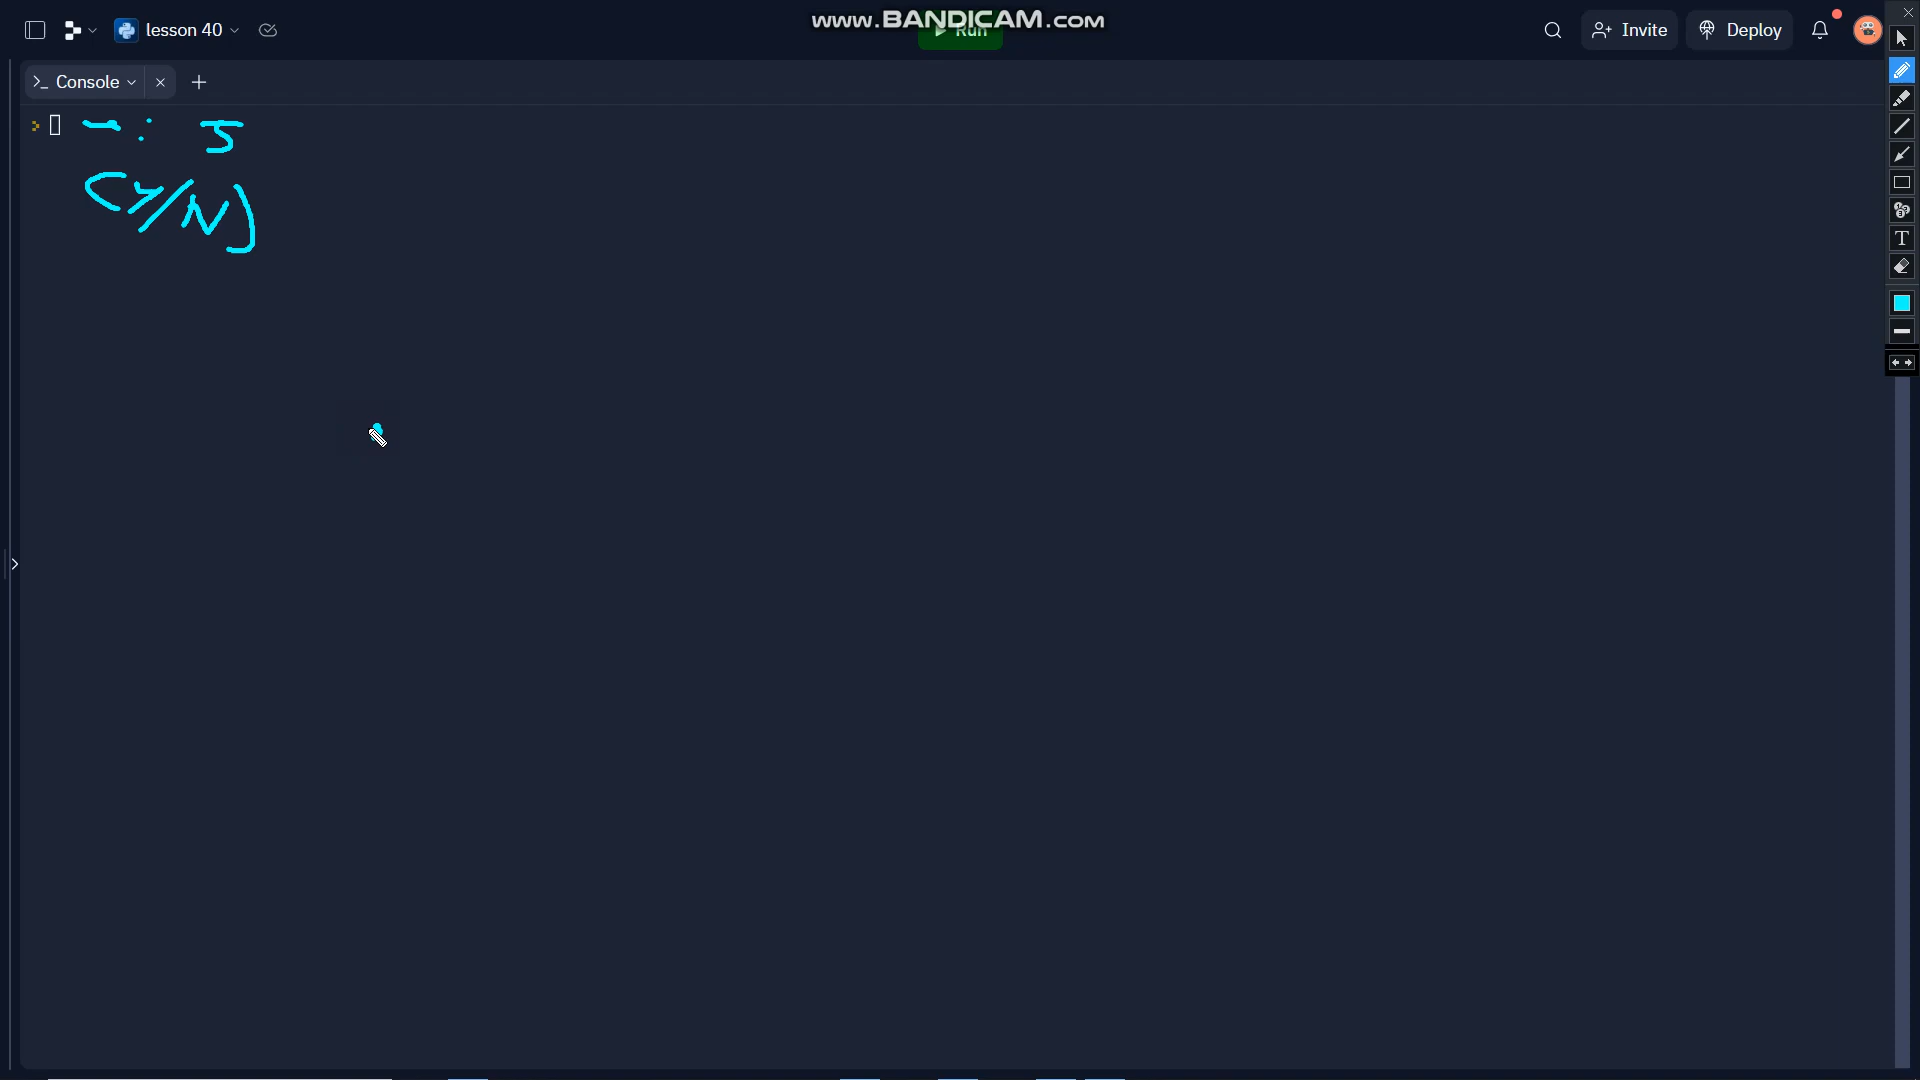 lesson 40
www.BANDICAM.com
Run
Invite
Deploy
Console
~: 5
(Y/N)
T